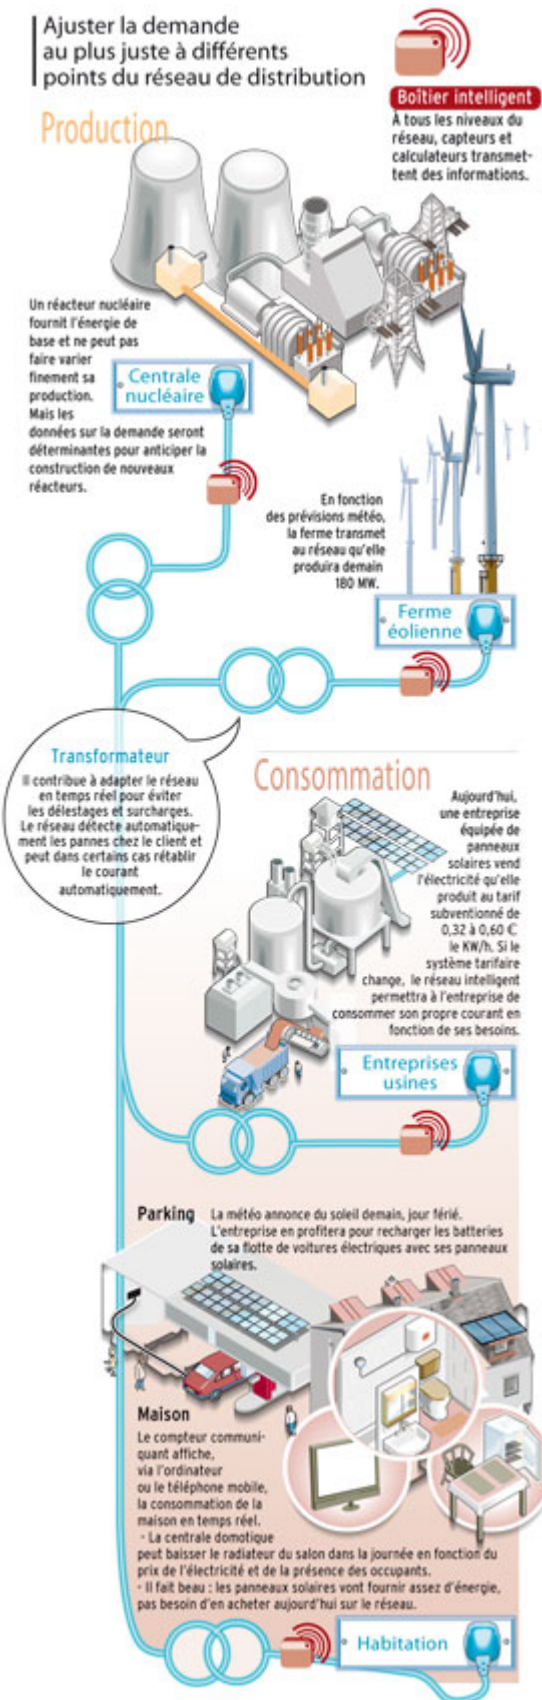 Ajuster la demande
au plus juste à différents
points du réseau de distribution
Boîtier intelligent
À tous les niveaux du
réseau, capteurs et
calculateurs transmet-
tent des informations.
Production
Un réacteur nucléaire
fournit l'énergie de
base et ne peut pas
faire varier
finement sa
production.
Mais les
données sur la demande seront
déterminantes pour anticiper la
construction de nouveaux
réacteurs.
Centrale
nucléaire
En fonction
des prévisions météo,
la ferme transmet
au réseau qu'elle
produira demain
180 MW.
Ferme
éolienne
Transformateur
Il contribue à adapter le réseau
en temps réel pour éviter
les délestages et surcharges.
Le réseau détecte automatique-
ment les pannes chez le client et
peut dans certains cas rétablir
le courant
automatiquement.
Consommation
Aujourd'hui,
une entreprise
équipée de
panneaux
solaires vend
l'électricité qu'elle
produit au tarif
subventionné de
0,32 à 0,60 €
le KW/h. Si le
système tarifaire
change, le réseau intelligent
permettra à l'entreprise de
consommer son propre courant en
fonction de ses besoins.
Entreprises
usines
Parking La météo annonce du soleil demain, jour férié.
L'entreprise en profitera pour recharger les batteries
de sa flotte de voitures électriques avec ses panneaux
solaires.
Maison
Le compteur communi-
quant affiche,
via l'ordinateur
ou le téléphone mobile,
la consommation de la
maison en temps réel.
- La centrale domotique
peut baisser le radiateur du salon dans la journée en fonction du
prix de l'électricité et de la présence des occupants.
- Il fait beau : les panneaux solaires vont fournir assez d'énergie,
pas besoin d'en acheter aujourd'hui sur le réseau.
Habitation